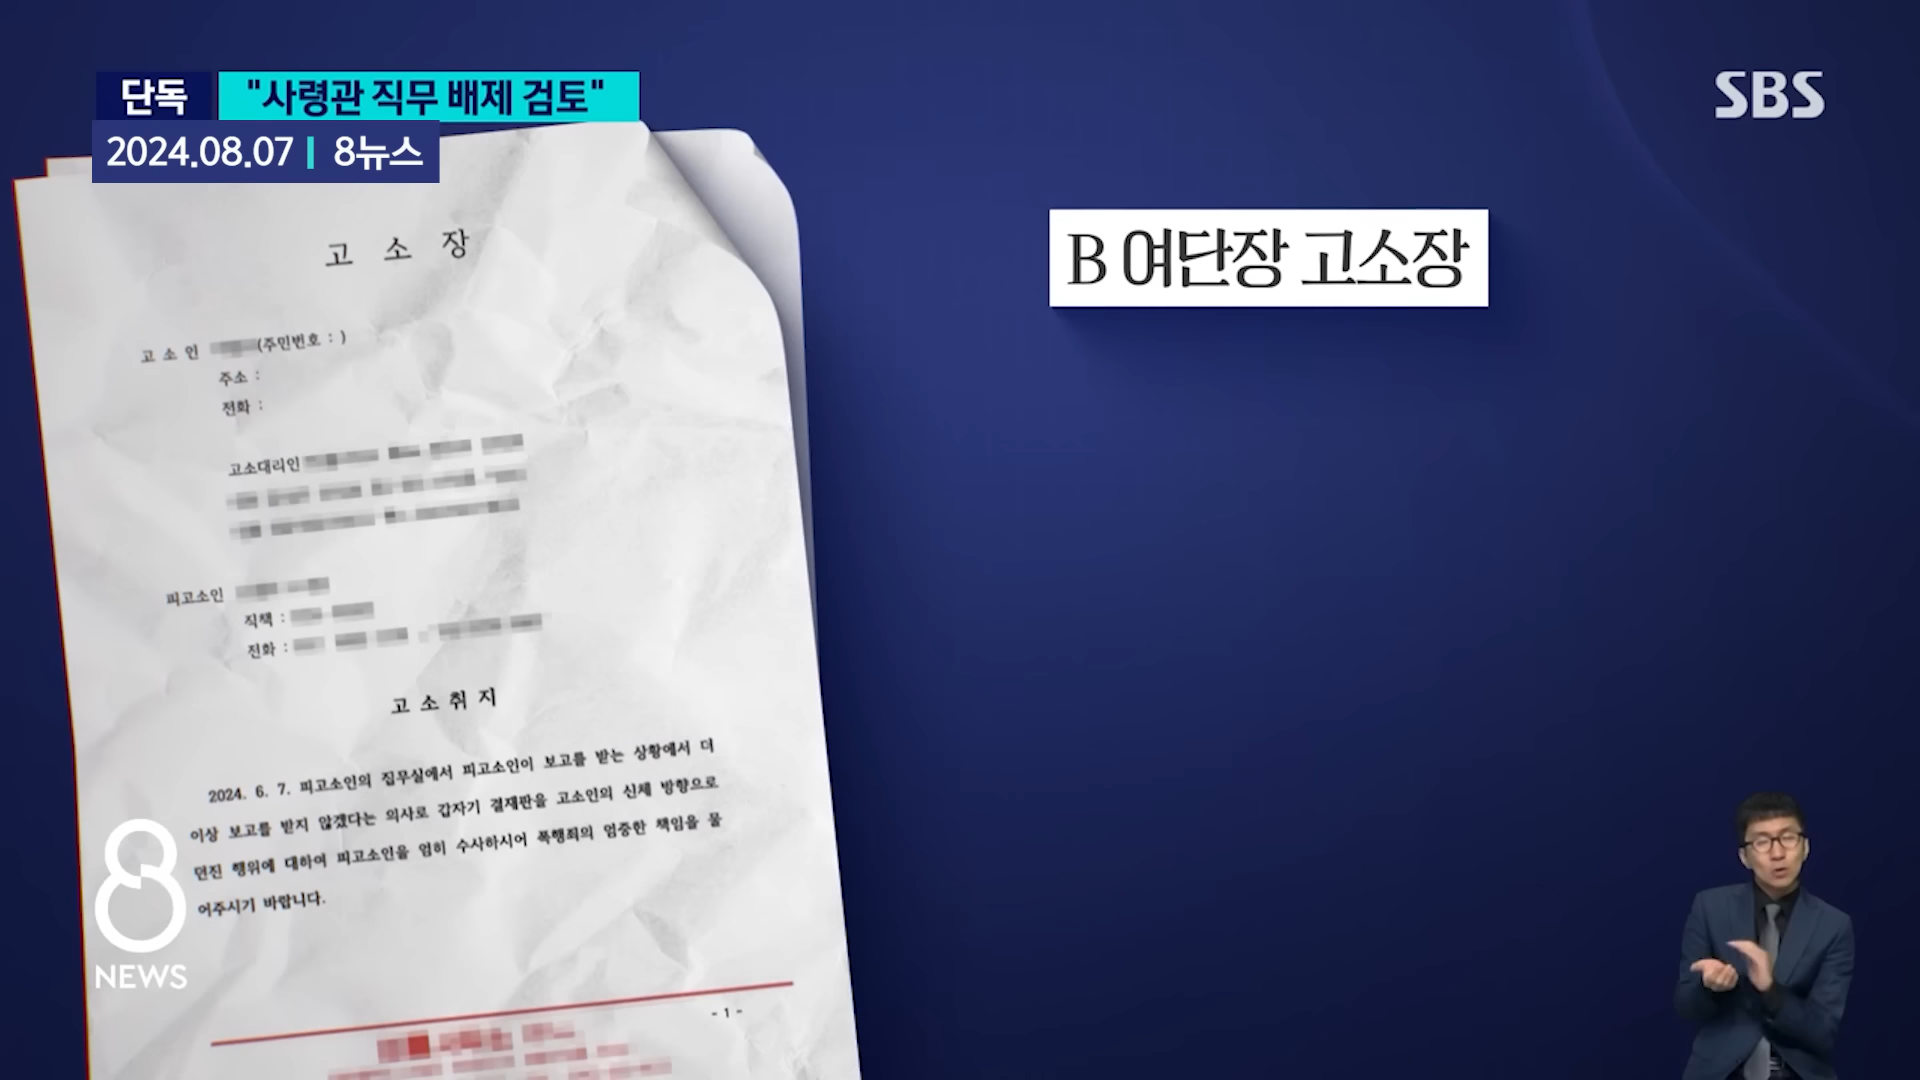 단독 "사령관 직무 배제 검토"
SBS
2024.08.07 | 8뉴스
B 여단장 고소장
고 소 장
고 소 인 (주민번호 : )
주소 :
전화 :
고소대리인
피고소인
직책 :
전화 :
고 소 취 지
2024. 6. 7. 피고소인의 집무실에서 피고소인이 보고를 받는 상황에서 더
이상 보고를 받지 않겠다는 의사로 갑자기 결재판을 고소인의 신체 방향으로
던진 행위에 대하여 피고소인을 엄히 수사하시어 폭행죄의 엄중한 책임을 물
어주시기 바랍니다.
8
NEWS
- 1 -